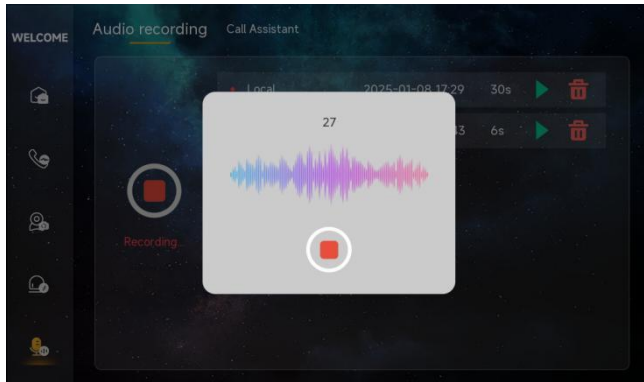 WELCOME
Audio recording
Call Assistant
Local 2025-01-08 17:29 30s
27
43 6s
Recording..